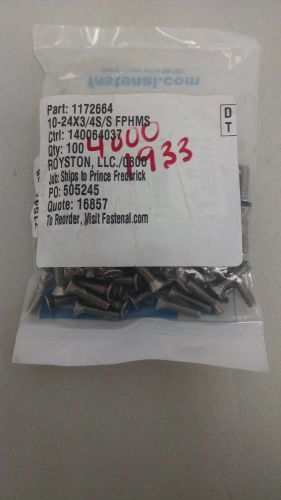 fastenal.com
Part: 1172664
10-24X3/4S/S FPHMS
Ctrl: 140064037
Qty: 100
4000
1933
ROYSTON, LLC./0800
Job: Ships to Prince Frederick
PO: 505245
Quote: 16857
To Reorder, Visit Fastenal.com
D
T